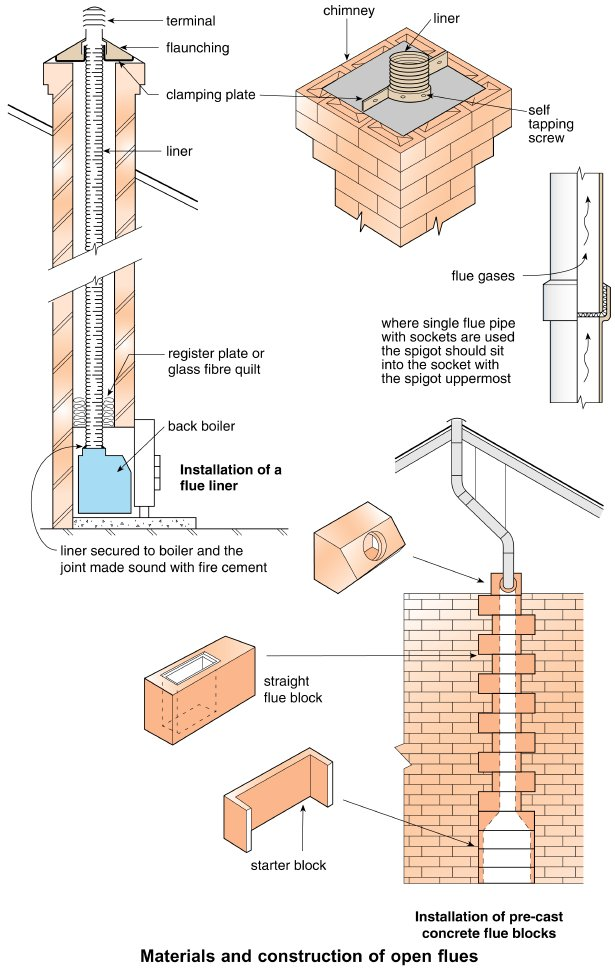 terminal
flaunching
clamping plate
liner
register plate or
glass fibre quilt
back boiler
Installation of a
flue liner
liner secured to boiler and the
joint made sound with fire cement
chimney
liner
self
tapping
screw
flue gases
where single flue pipe
with sockets are used
the spigot should sit
into the socket with
the spigot uppermost
straight
flue block
starter block
Installation of pre-cast
concrete flue blocks
Materials and construction of open flues